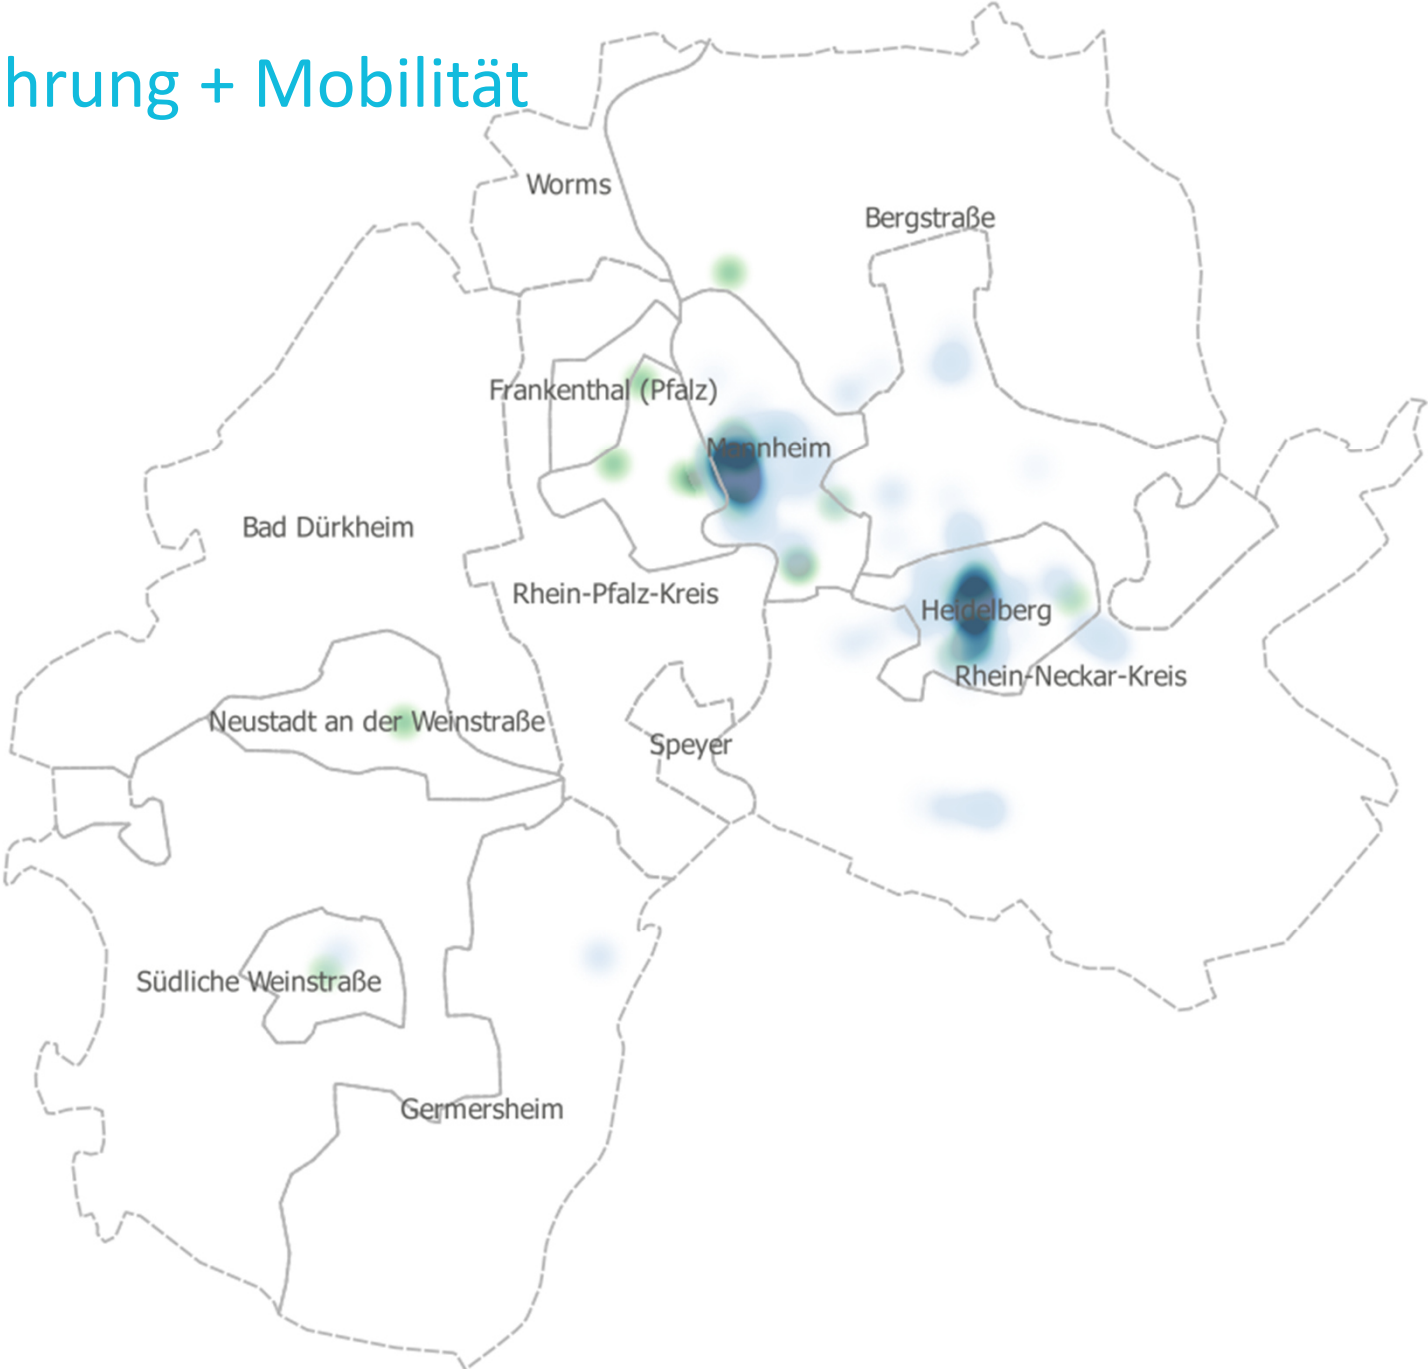 hrung + Mobilität
Worms
Bergstraße
Frankenthal (Pfalz)
Mannheim
Bad Dürkheim
Rhein-Pfalz-Kreis
Heidelberg
Rhein-Neckar-Kreis
Neustadt an der Weinstraße
Speyer
Südliche Weinstraße
Germersheim